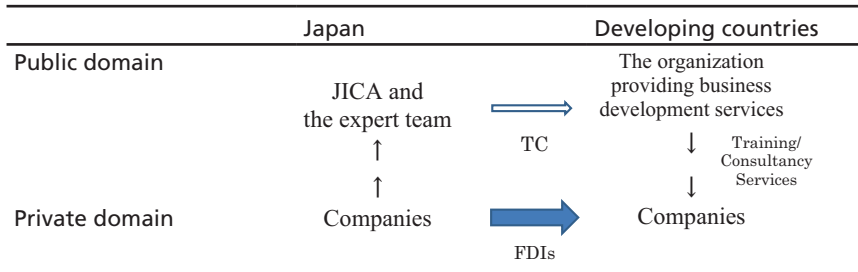 Japan Developing countries
Public domain
The organization
providing business
development services
JICA and
the expert team
TC
Training/
Consultancy
Services
Private domain
Companies
Companies
FDIs